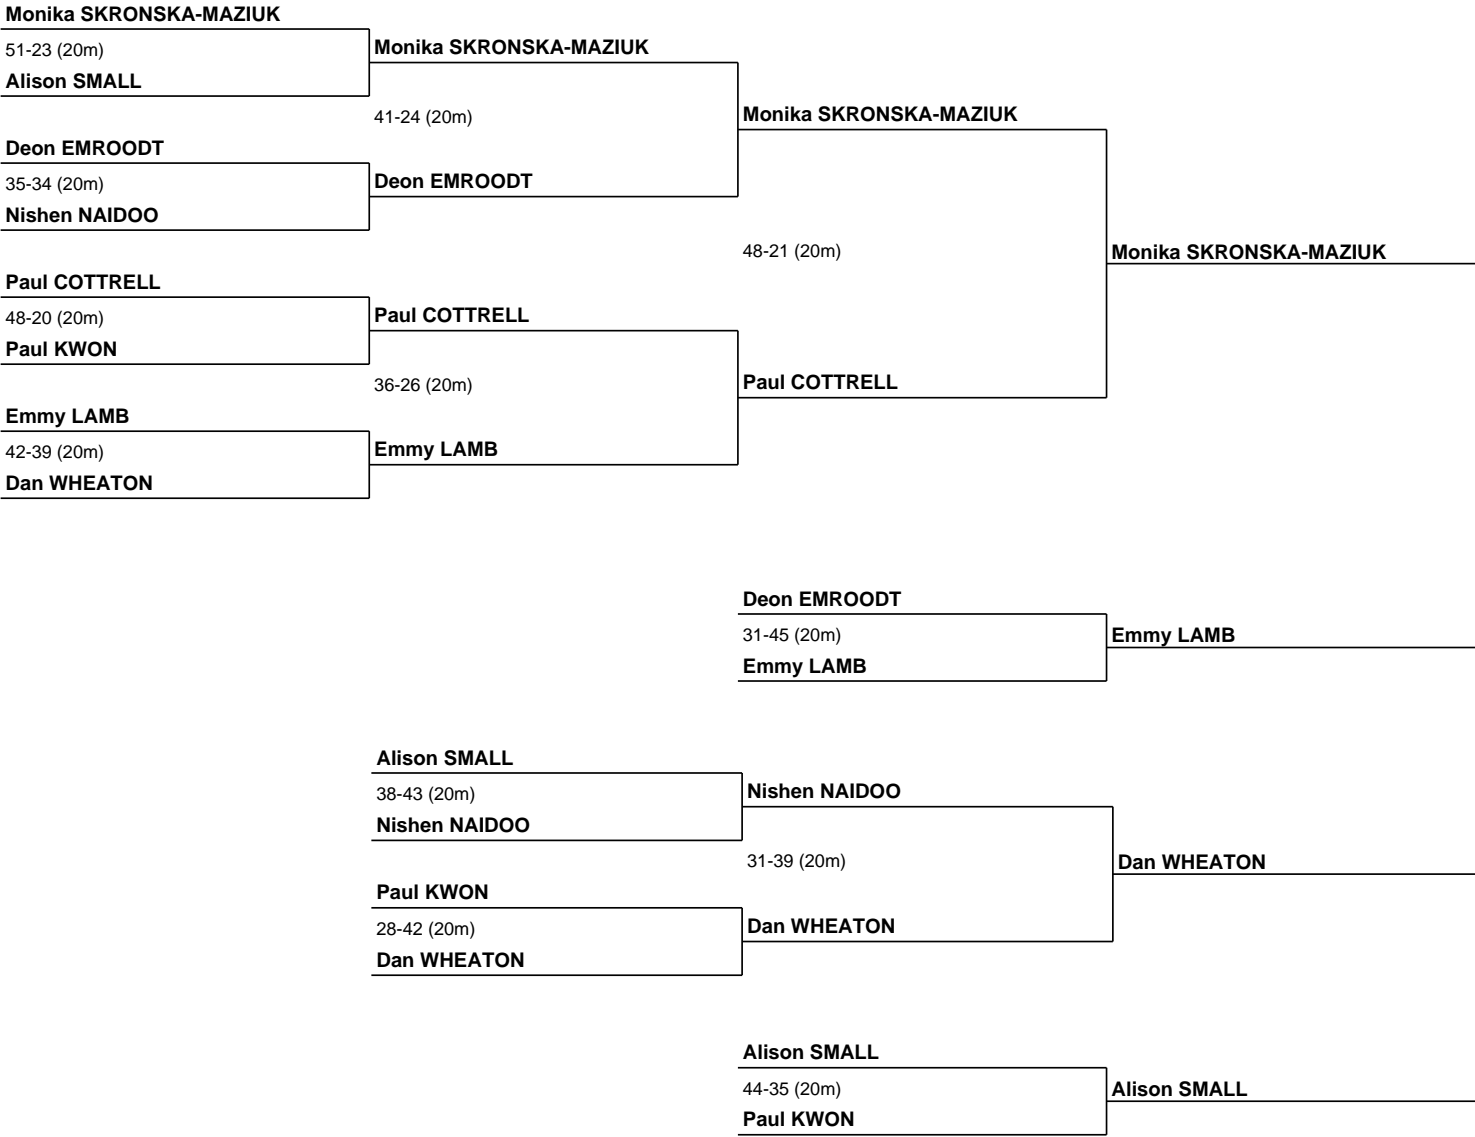 Monika SKRONSKA-MAZIUK
51-23 (20m)
Alison SMALL
Monika SKRONSKA-MAZIUK
41-24 (20m)
Monika SKRONSKA-MAZIUK
Deon EMROODT
35-34 (20m)
Nishen NAIDOO
Deon EMROODT
48-21 (20m)
Monika SKRONSKA-MAZIUK
Paul COTTRELL
48-20 (20m)
Paul KWON
Paul COTTRELL
36-26 (20m)
Paul COTTRELL
Emmy LAMB
42-39 (20m)
Dan WHEATON
Emmy LAMB
Deon EMROODT
31-45 (20m)
Emmy LAMB
Emmy LAMB
Alison SMALL
38-43 (20m)
Nishen NAIDOO
Nishen NAIDOO
31-39 (20m)
Dan WHEATON
Paul KWON
28-42 (20m)
Dan WHEATON
Dan WHEATON
Alison SMALL
44-35 (20m)
Paul KWON
Alison SMALL